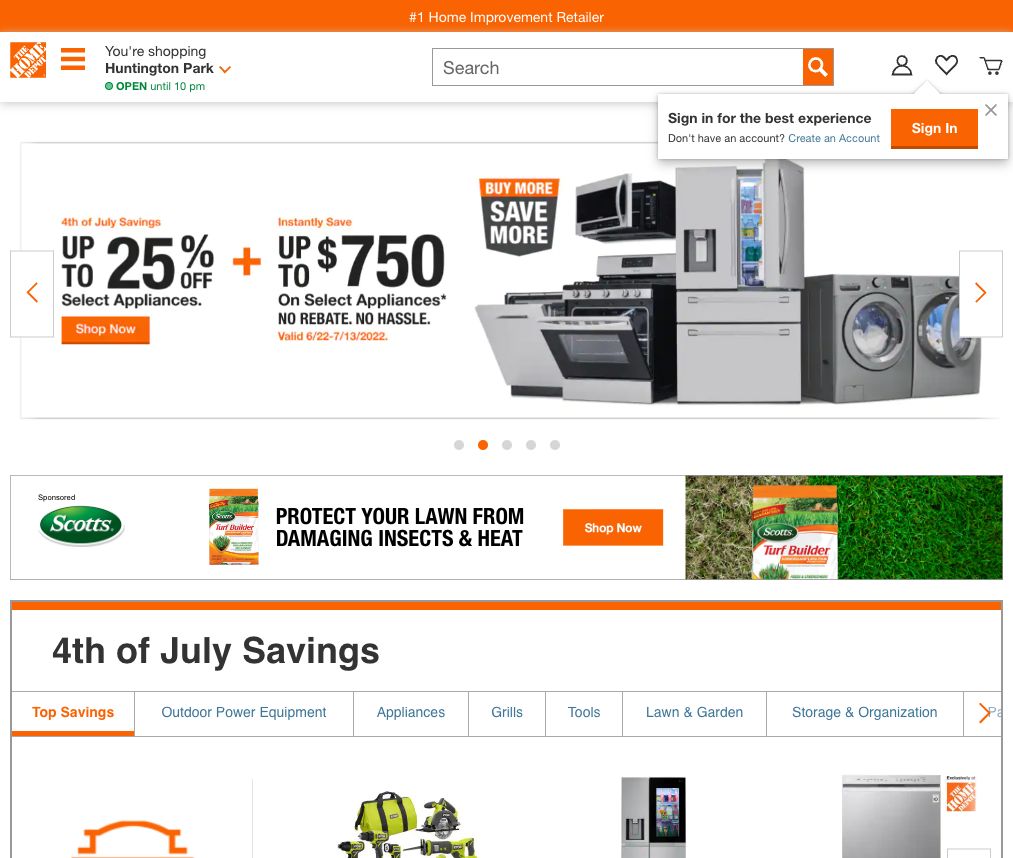 #1 Home Improvement Retailer
THE HOME DEPOT
You're shopping
Huntington Park
OPEN until 10 pm
Search
Sign in for the best experience
Don't have an account? Create an Account
Sign In
4th of July Savings
UP TO 25% OFF
Select Appliances.
Shop Now
+
Instantly Save
UP TO $750
On Select Appliances*
NO REBATE. NO HASSLE.
Valid 6/22-7/13/2022.
BUY MORE
SAVE
MORE
Sponsored
Scotts.
Scotts
Turf Builder
PROTECT YOUR LAWN FROM
DAMAGING INSECTS & HEAT
Shop Now
Scotts
Turf Builder
4th of July Savings
Top Savings
Outdoor Power Equipment
Appliances
Grills
Tools
Lawn & Garden
Storage & Organization
Pa
Exclusively at
THE HOME DEPOT